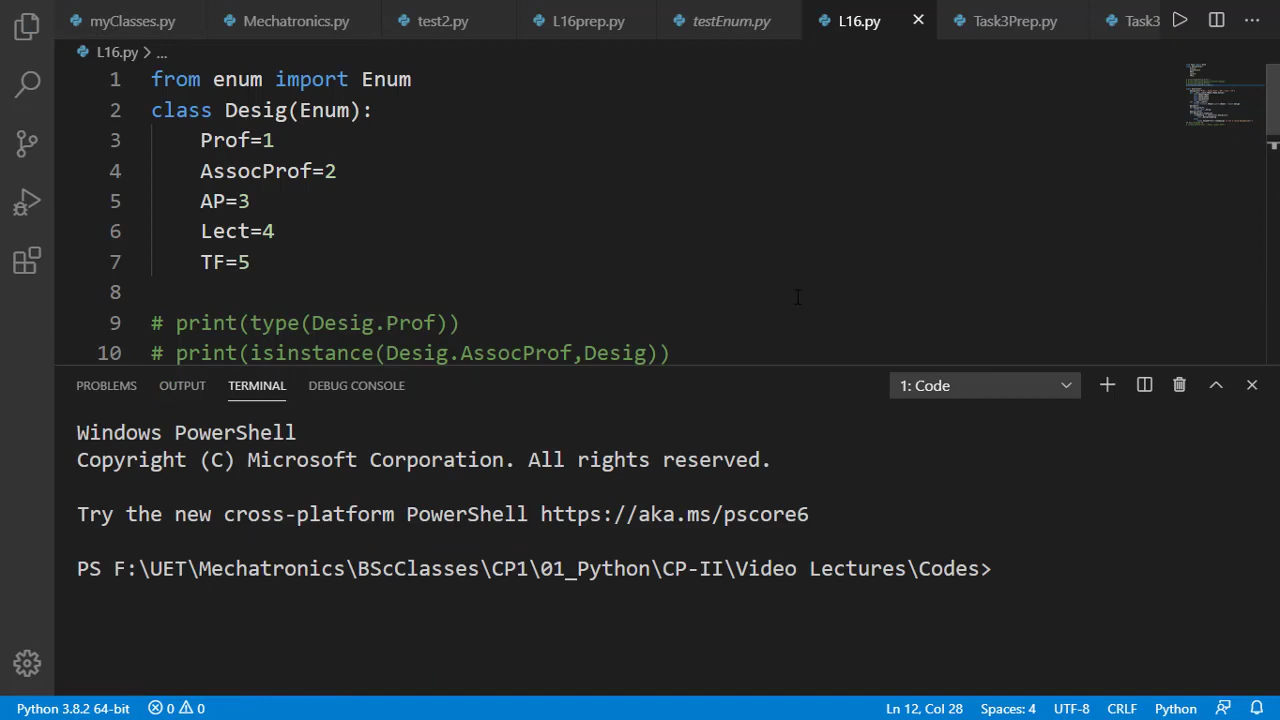 myClasses.py Mechatronics.py test2.py L16prep.py testEnum.py L16.py Task3Prep.py Task3
L16.py > ...
1 from enum import Enum
2 class Desig(Enum):
3 Prof=1
4 AssocProf=2
5 AP=3
6 Lect=4
7 TF=5
8
9 # print(type(Desig.Prof))
10 # print(isinstance(Desig.AssocProf,Desig))
PROBLEMS OUTPUT TERMINAL DEBUG CONSOLE 1: Code
Windows PowerShell
Copyright (C) Microsoft Corporation. All rights reserved.
Try the new cross-platform PowerShell https://aka.ms/pscore6
PS F:\UET\Mechatronics\BScClasses\CP1\01_Python\CP-II\Video Lectures\Codes>
Python 3.8.2 64-bit 0 0 Ln 12, Col 28 Spaces: 4 UTF-8 CRLF Python